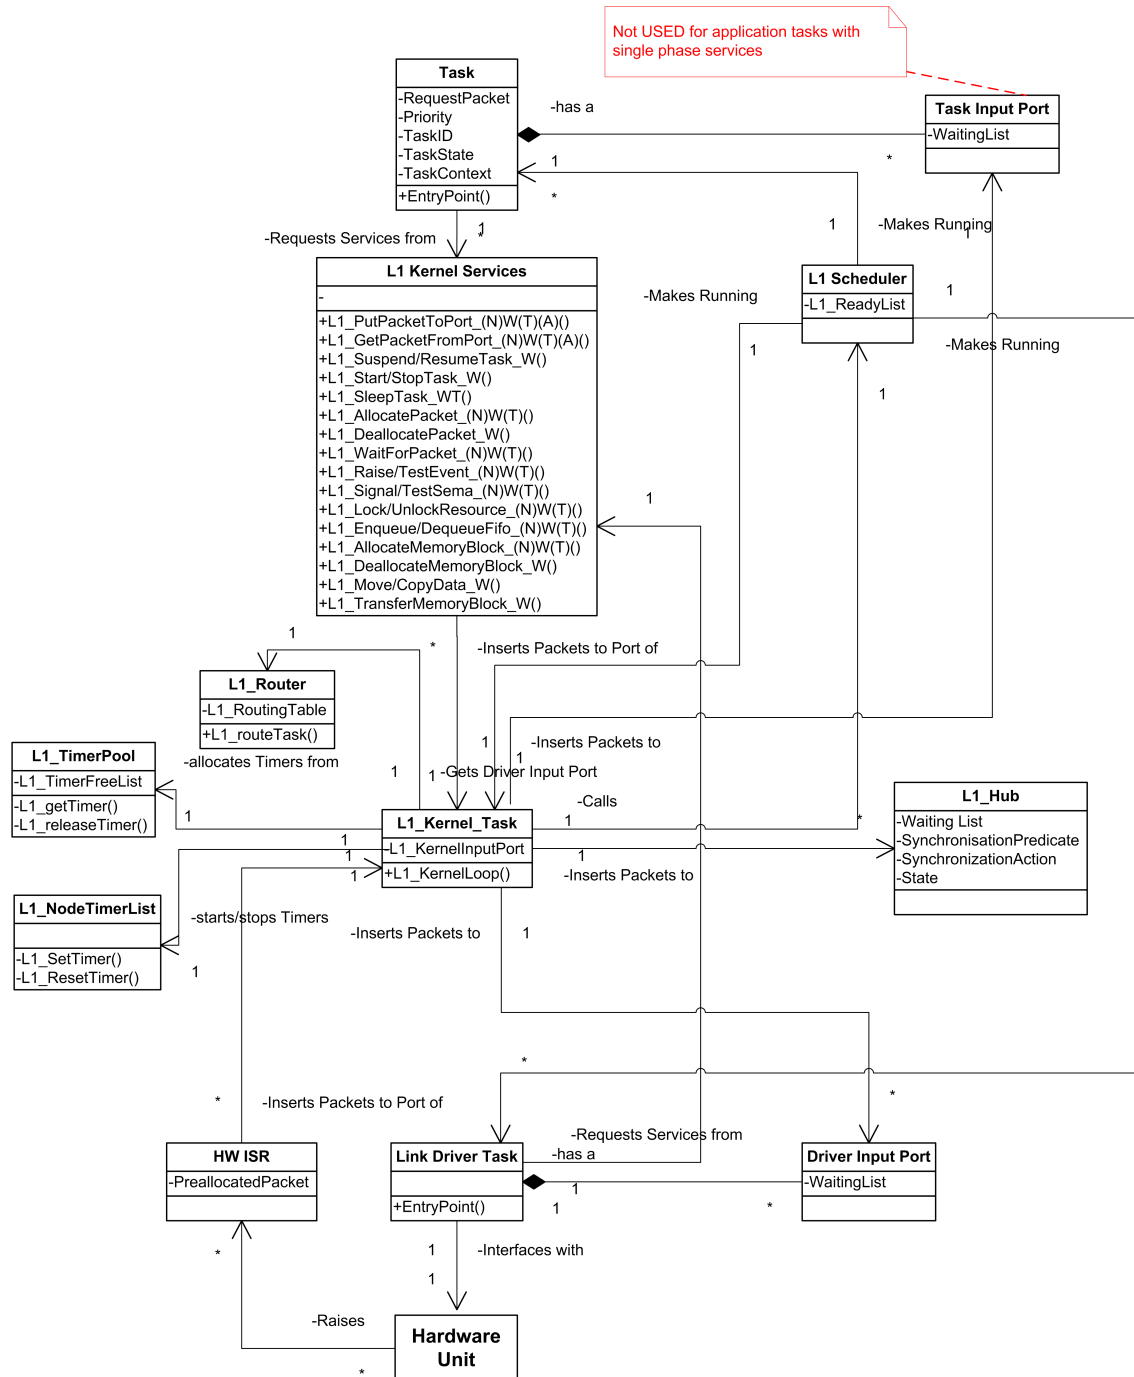 Not USED for application tasks with
single phase services
Task
-RequestPacket
-Priority
-TaskID
-TaskState
-TaskContext
+EntryPoint()
-has a
1
*
*
Task Input Port
-WaitingList
-Requests Services from
1
*
1
-Makes Running
1
L1 Kernel Services
-
+L1_PutPacketToPort_(N)W(T)(A)()
+L1_GetPacketFromPort_(N)W(T)(A)()
+L1_Suspend/ResumeTask_W()
+L1_Start/StopTask_W()
+L1_SleepTask_WT()
+L1_AllocatePacket_(N)W(T)()
+L1_DeallocatePacket_W()
+L1_WaitForPacket_(N)W(T)()
+L1_Raise/TestEvent_(N)W(T)()
+L1_Signal/TestSema_(N)W(T)()
+L1_Lock/UnlockResource_(N)W(T)()
+L1_Enqueue/DequeueFifo_(N)W(T)()
+L1_AllocateMemoryBlock_(N)W(T)()
+L1_DeallocateMemoryBlock_W()
+L1_Move/CopyData_W()
+L1_TransferMemoryBlock_W()
L1 Scheduler
-L1_ReadyList
-Makes Running
1
1
-Makes Running
1
1
1
*
-Inserts Packets to Port of
L1_Router
-L1_RoutingTable
+L1_routeTask()
L1_TimerPool
-L1_TimerFreeList
-L1_getTimer()
-L1_releaseTimer()
-allocates Timers from
1
1
1
1
-Inserts Packets to
-Gets Driver Input Port
-Calls
1
*
1
L1_Kernel_Task
-L1_KernelInputPort
+L1_KernelLoop()
1
1
1
1
-Inserts Packets to
L1_Hub
-Waiting List
-SynchronisationPredicate
-SynchronizationAction
-State
L1_NodeTimerList
-L1_SetTimer()
-L1_ResetTimer()
-starts/stops Timers
1
-Inserts Packets to
1
*
*
*
-Inserts Packets to Port of
HW ISR
-PreallocatedPacket
Link Driver Task
+EntryPoint()
-Requests Services from
-has a
1
1
*
Driver Input Port
-WaitingList
*
1
-Interfaces with
1
-Raises
*
Hardware
Unit